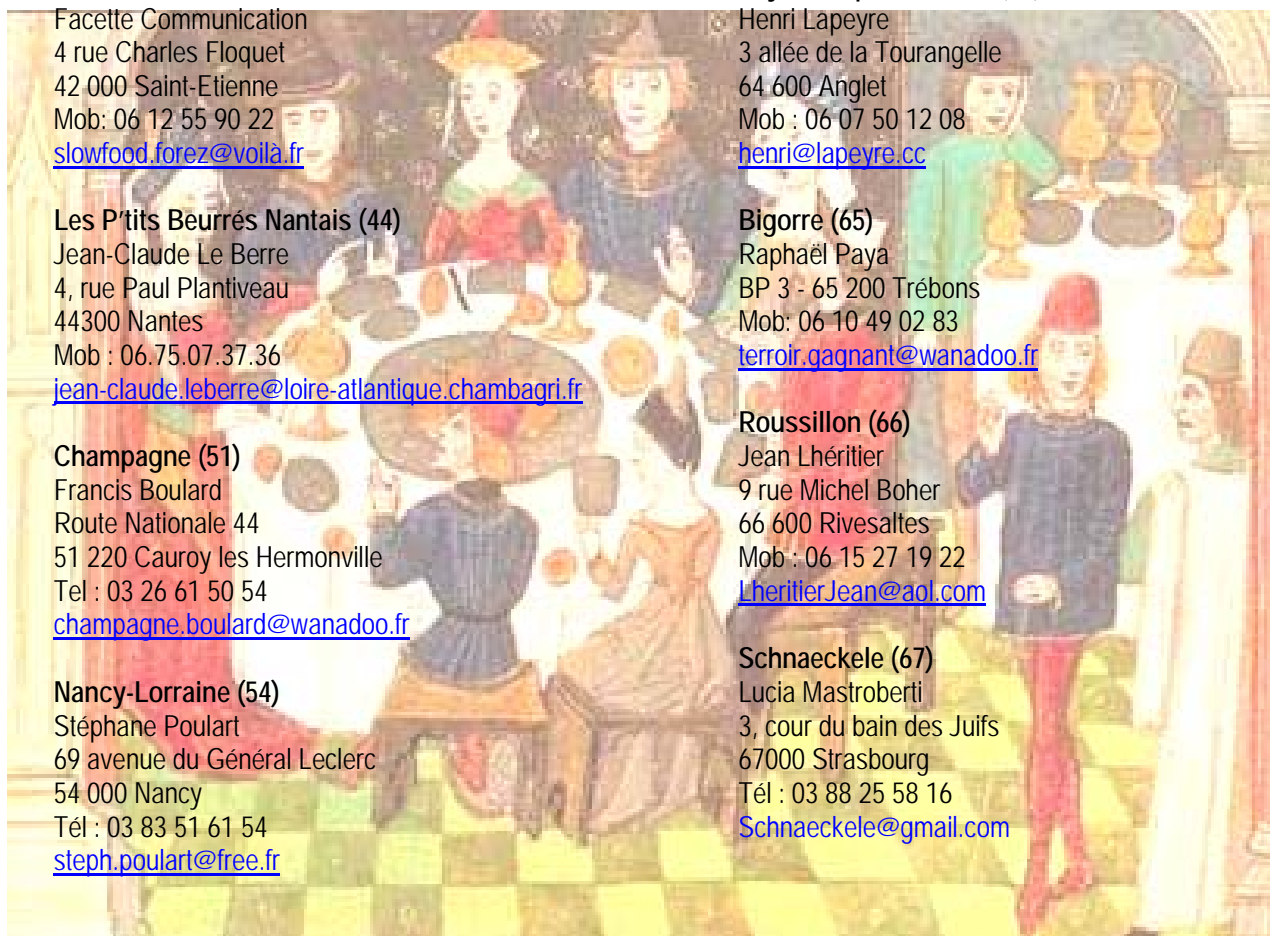 Facette Communication
4 rue Charles Floquet
42 000 Saint-Etienne
Mob: 06 12 55 90 22
slowfood.forez@voilà.fr
Les P'tits Beurrés Nantais (44)
Jean-Claude Le Berre
4, rue Paul Plantiveau
44300 Nantes
Mob : 06.75.07.37.36
jean-claude.leberre@loire-atlantique.chambagri.fr
Champagne (51)
Francis Boulard
Route Nationale 44
51 220 Cauroy les Hermonville
Tel : 03 26 61 50 54
champagne.boulard@wanadoo.fr
Nancy-Lorraine (54)
Stéphane Poulart
69 avenue du Général Leclerc
54 000 Nancy
Tél : 03 83 51 61 54
steph.poulart@free.fr
Henri Lapeyre
3 allée de la Tourangelle
64 600 Anglet
Mob : 06 07 50 12 08
henri@lapeyre.cc
Bigorre (65)
Raphaël Paya
BP 3 - 65 200 Trébons
Mob: 06 10 49 02 83
terroir.gagnant@wanadoo.fr
Roussillon (66)
Jean Lhéritier
9 rue Michel Boher
66 600 Rivesaltes
Mob : 06 15 27 19 22
LheritierJean@aol.com
Schnaeckele (67)
Lucia Mastroberti
3, cour du bain des Juifs
67000 Strasbourg
Tél : 03 88 25 58 16
Schnaeckele@gmail.com